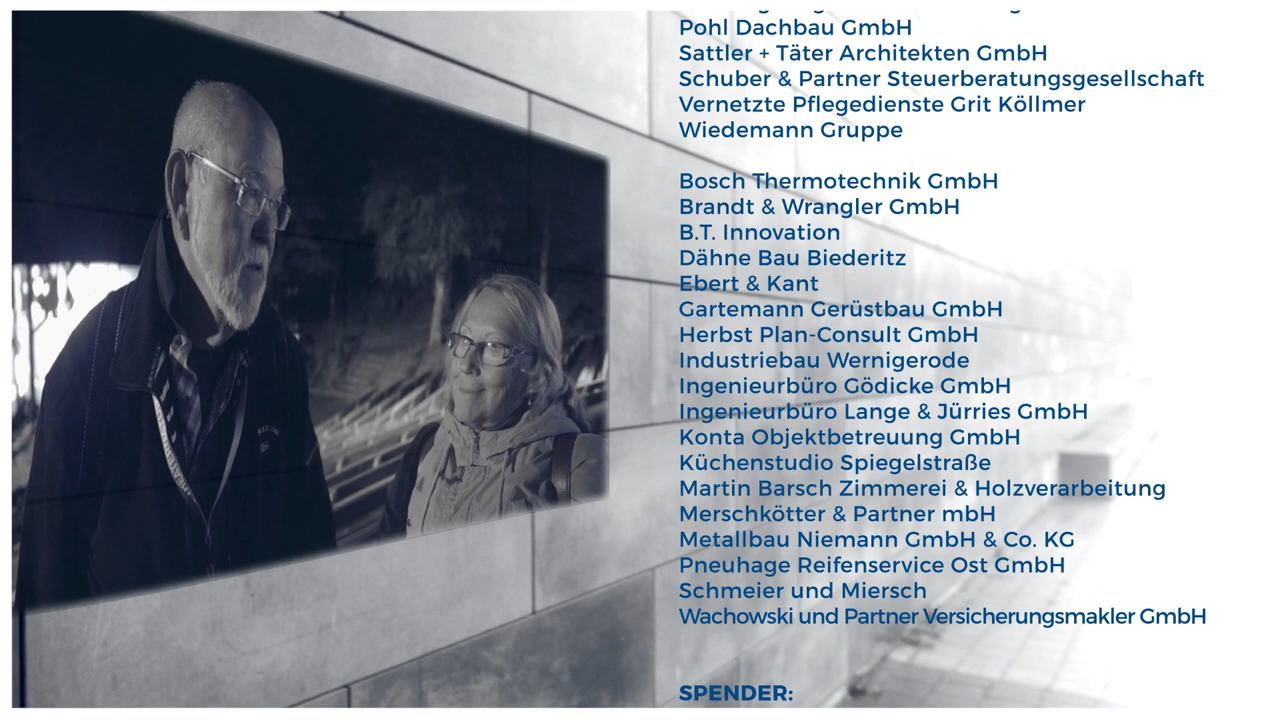 Pohl Dachbau GmbH
Sattler + Täter Architekten GmbH
Schuber & Partner Steuerberatungsgesellschaft
Vernetzte Pflegedienste Grit Köllmer
Wiedemann Gruppe
Bosch Thermotechnik GmbH
Brandt & Wrangler GmbH
B.T. Innovation
Dähne Bau Biederitz
Ebert & Kant
Gartemann Gerüstbau GmbH
Herbst Plan-Consult GmbH
Industriebau Wernigerode
Ingenieurbüro Gödicke GmbH
Ingenieurbüro Lange & Jürries GmbH
Konta Objektbetreuung GmbH
Küchenstudio Spiegelstraße
Martin Barsch Zimmerei & Holzverarbeitung
Merschkötter & Partner mbH
Metallbau Niemann GmbH & Co. KG
Pneuhage Reifenservice Ost GmbH
Schmeier und Miersch
Wachowski und Partner Versicherungsmakler GmbH
SPENDER: